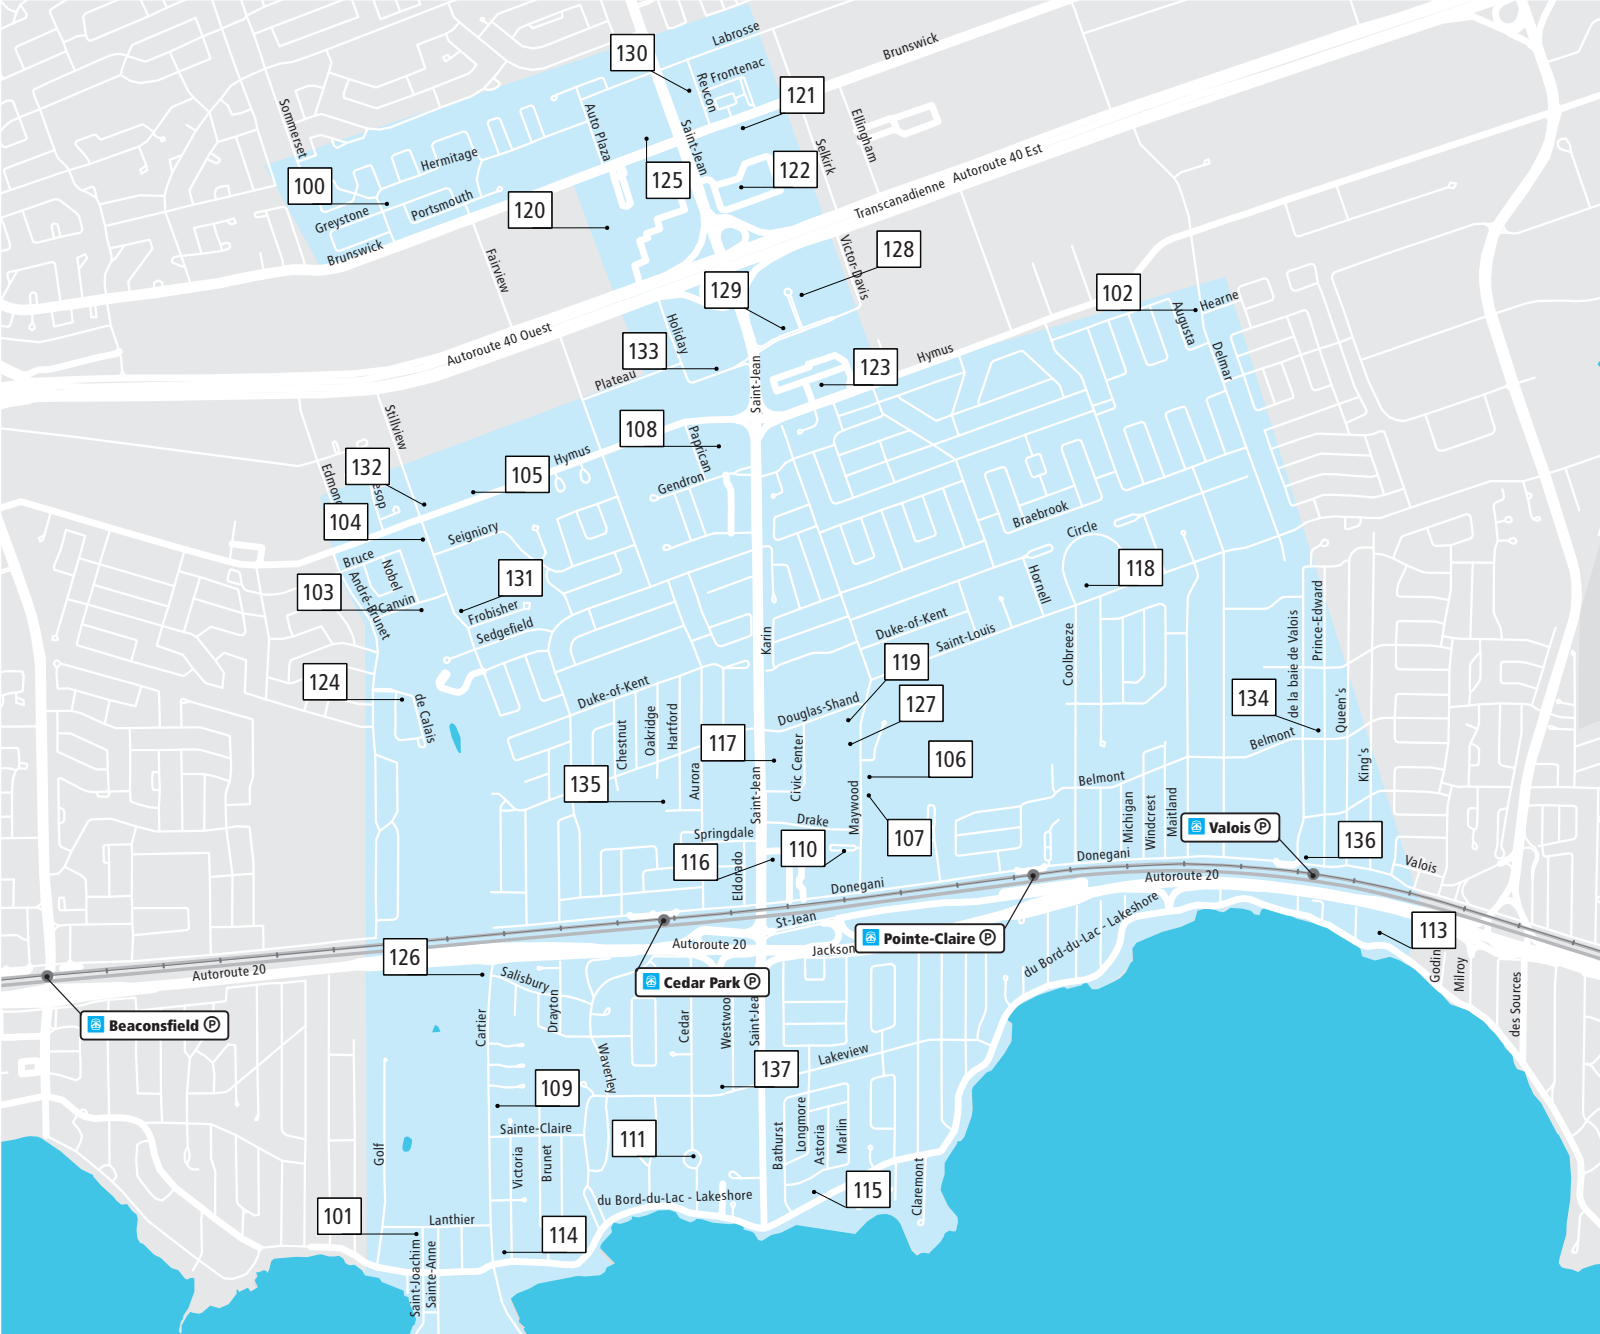 Labrosse
130
Brunswick
Frontenac
Revcon
121
Sommerset
Auto Plaza
Ellingham
Saint-Jean
Selkirk
Hermitage
Autoroute 40 Est
125
122
100
Transcanadienne
Portsmouth
120
Greystone
Brunswick
Victor-Davis
128
Fairview
129
102
Hearne
Augusta
Autoroute 40 Ouest
Holiday
133
Hymus
Delmar
123
Plateau
Saint-Jean
Stillview
108
Paprican
Hymus
132
105
Edmon
esop
Gendron
104
Braebrook
Circle
Seigniory
Bruce
Nobel
118
Hornell
131
103
André-Brunet
Canvin
Frobisher
Prince-Edward
Duke-of-Kent
de la baie de Valois
Sedgefield
Saint-Louis
Karin
Coolbreeze
119
124
Duke-of-Kent
134
127
Douglas-Shand
Queen's
de Calais
Chestnut
Oakridge
Hartford
117
Belmont
106
Civic Center
King's
135
Aurora
Saint-Jean
Belmont
Maywood
Michigan
Windcrest
Maitland
Drake
Springdale
Valois P
107
136
110
116
Eldorado
Donegani
Valois
Donegani
Autoroute 20
St-Jean
du Bord-du-Lac - Lakeshore
113
Autoroute 20
Jackson
Pointe-Claire P
126
Autoroute 20
Salisbury
Cedar Park P
Godin
Milroy
des Sources
Drayton
Beaconsfield P
Cartier
Cedar
Westwoo
Saint-Jea
Waverley
Lakeview
137
109
Longmore
Sainte-Claire
Bathurst
Astoria
Marlin
111
Golf
Victoria
Brunet
Claremont
115
du Bord-du-Lac - Lakeshore
101
Lanthier
114
Saint-Joachim
Sainte-Anne